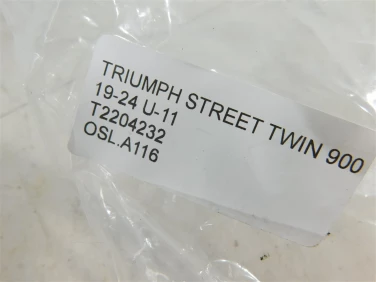 TRIUMPH STREET TWIN 900
19-24 U-11
T2204232
OSL.A116